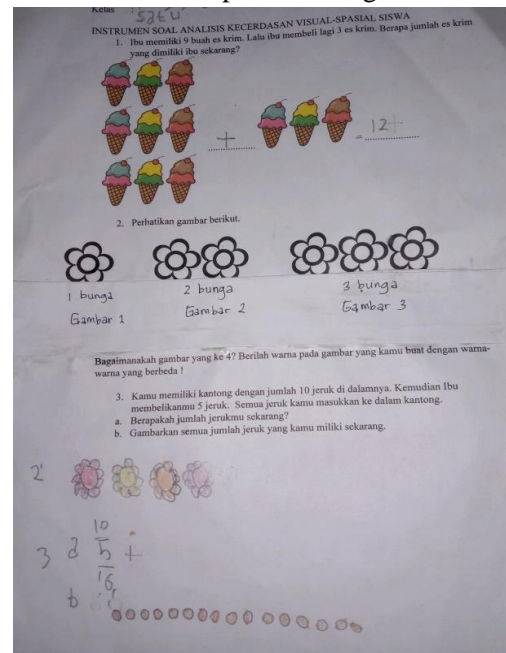 Kelas Satu
INSTRUMEN SOAL ANALISIS KECERDASAN VISUAL-SPASIAL SISWA
1. Ibu memiliki 9 buah es krim. Lalu ibu membeli lagi 3 es krim. Berapa jumlah es krim
yang dimiliki ibu sekarang?
+ = 12
2. Perhatikan gambar berikut.
1 bunga 2 bunga 3 bunga
Gambar 1 Gambar 2 Gambar 3
Bagaimanakah gambar yang ke 4? Berilah warna pada gambar yang kamu buat dengan warna-
warna yang berbeda !
3. Kamu memiliki kantong dengan jumlah 10 jeruk di dalamnya. Kemudian Ibu
membelikanmu 5 jeruk. Semua jeruk kamu masukkan ke dalam kantong.
a. Berapakah jumlah jerukmu sekarang?
b. Gambarkan semua jumlah jeruk yang kamu miliki sekarang.
2
10
3 a 5 +
b